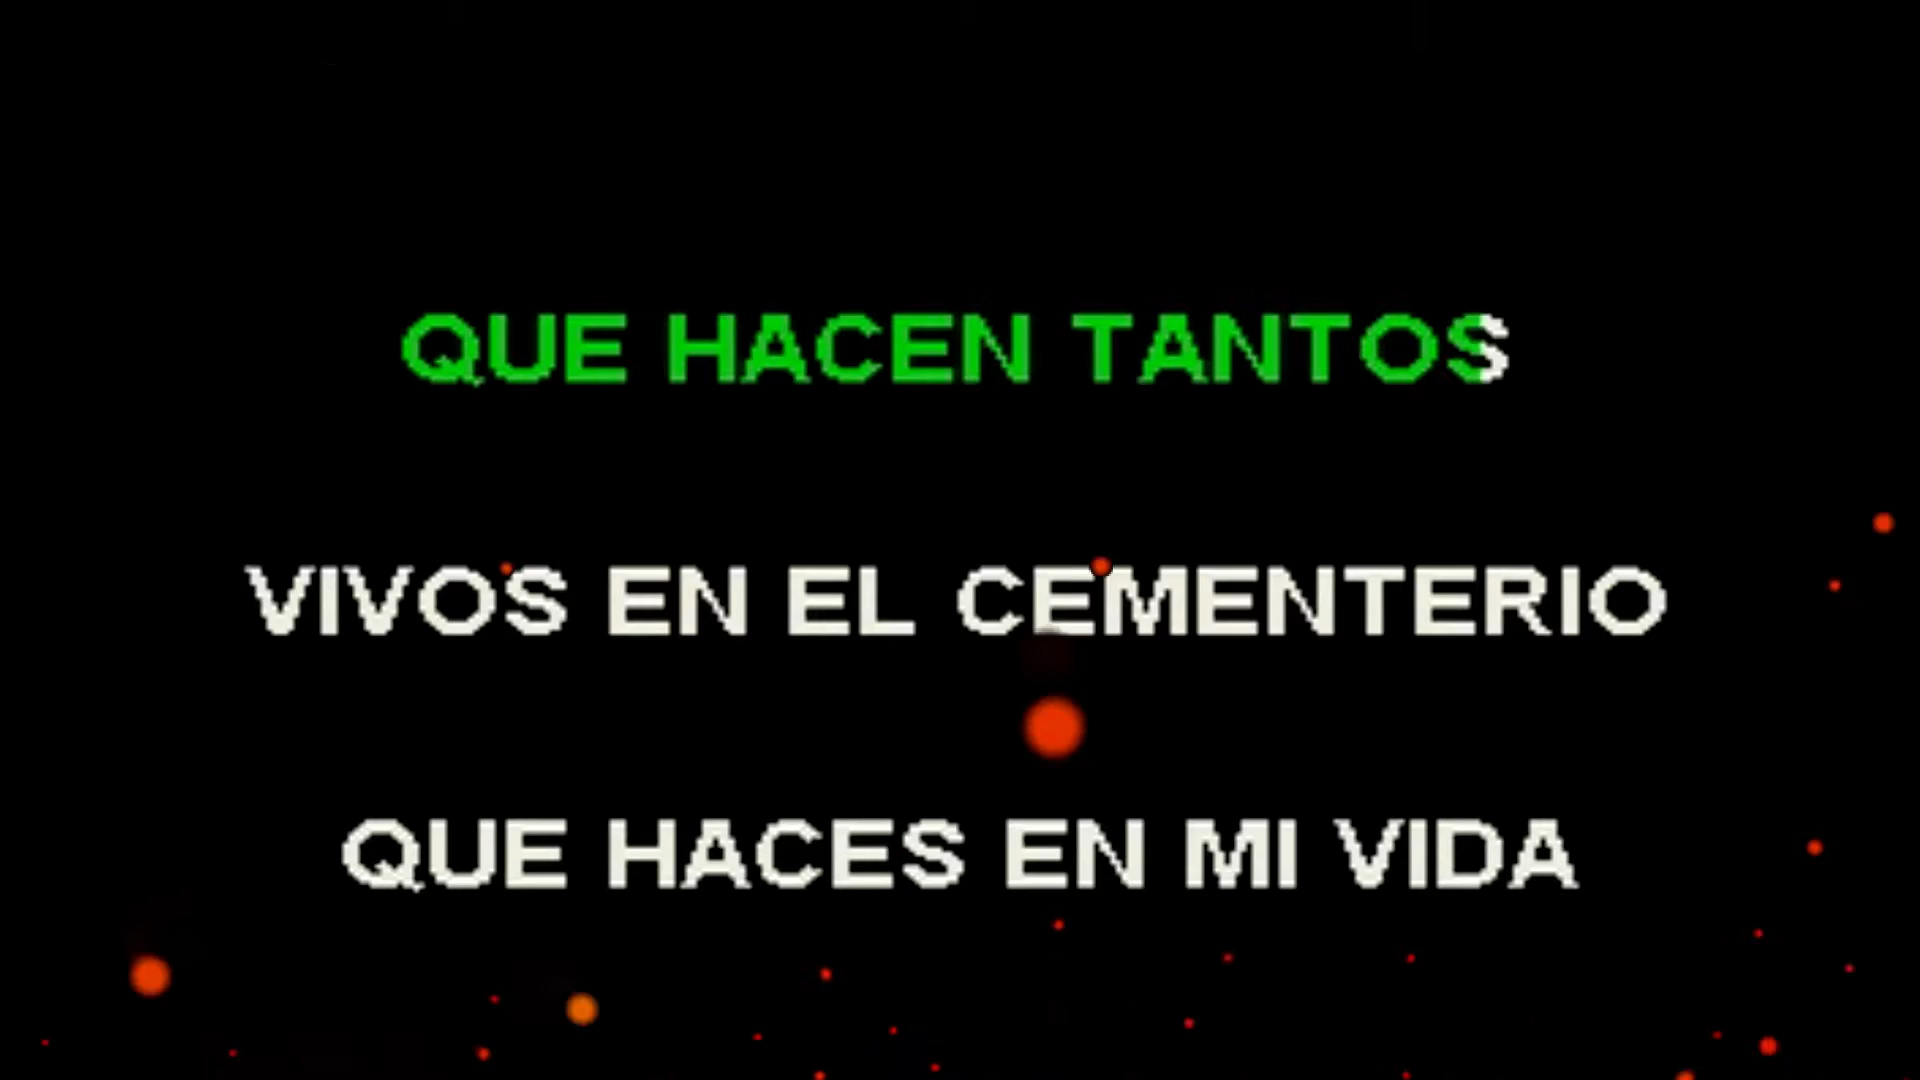 QUE HACEN TANTOS
VIVOS EN EL CEMENTERIO
QUE HACES EN MI VIDA